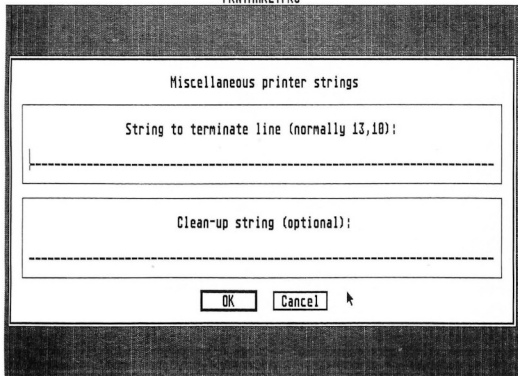 Miscellaneous printer strings
String to terminate line (normally 13,10):
Clean-up string (optional):
OK Cancel